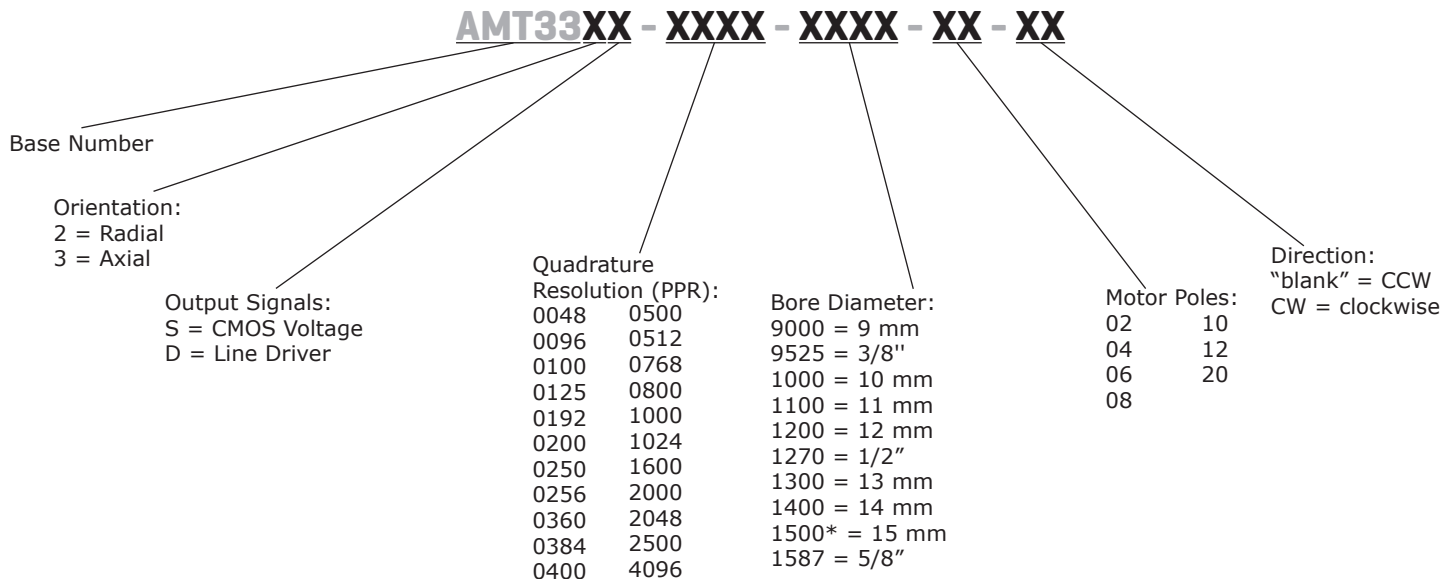 AMT33XX - XXXX - XXXX - XX - XX
Base Number
Orientation:
2 = Radial
3 = Axial
Output Signals:
S = CMOS Voltage
D = Line Driver
Quadrature
Resolution (PPR):
0048 0500
0096 0512
0100 0768
0125 0800
0192 1000
0200 1024
0250 1600
0256 2000
0360 2048
0384 2500
0400 4096
Bore Diameter:
9000 = 9 mm
9525 = 3/8''
1000 = 10 mm
1100 = 11 mm
1200 = 12 mm
1270 = 1/2”
1300 = 13 mm
1400 = 14 mm
1500* = 15 mm
1587 = 5/8”
Motor Poles:
02 10
04 12
06 20
08
Direction:
“blank” = CCW
CW = clockwise